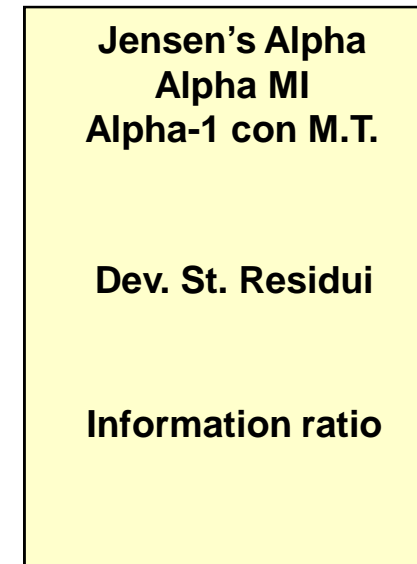 Jensen's Alpha
Alpha MI
Alpha-1 con M.T.
Dev. St. Residui
Information ratio